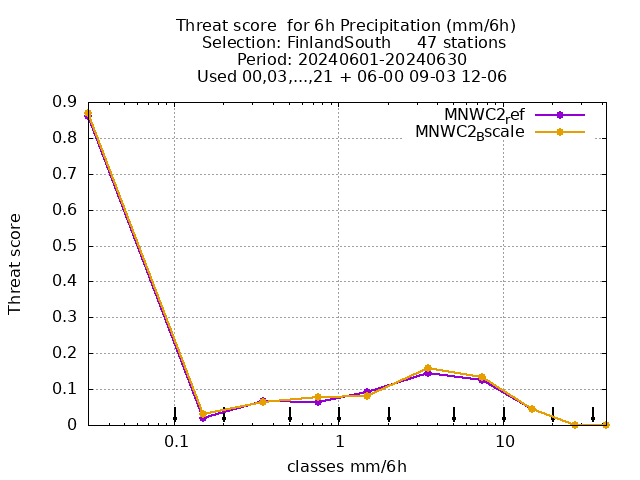 Threat score  for 6h Precipitation (mm/6h)
Selection: FinlandSouth     47 stations
Period: 20240601-20240630
Used 00,03,...,21 + 06-00 09-03 12-06
MNWC2ref
MNWC2Bscale
0.9
0.8
0.7
0.6
0.5
0.4
0.3
0.2
0.1
0
Threat score
0.1
1
10
classes mm/6h